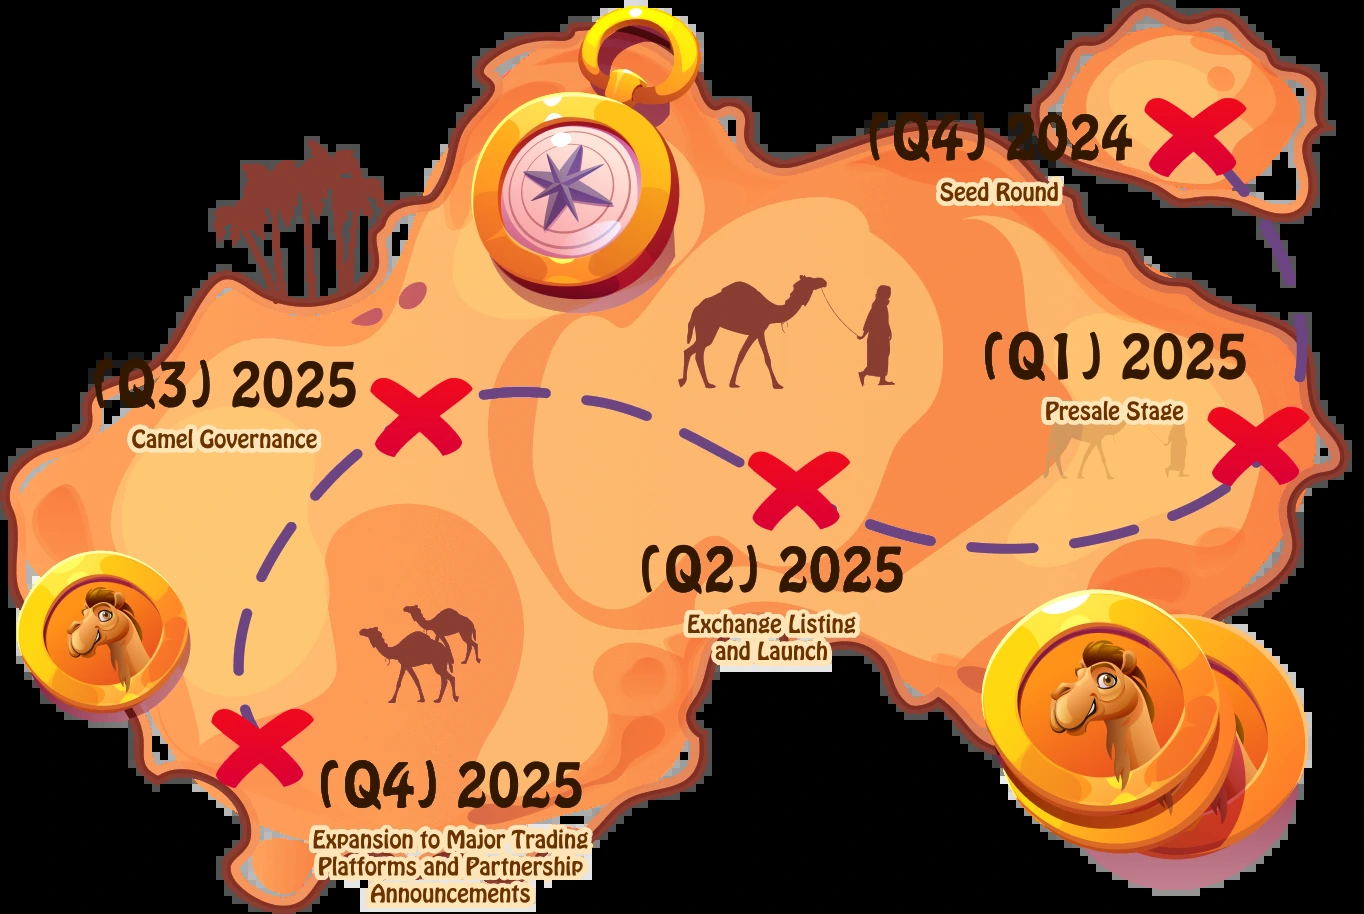 (Q4) 2024
Seed Round
(Q1) 2025
Presale Stage
(Q3) 2025
Camel Governance
(Q2) 2025
Exchange Listing
and Launch
(Q4) 2025
Expansion to Major Trading
Platforms and Partnership
Announcements